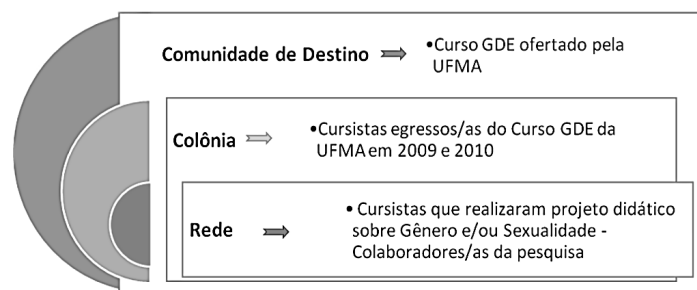 Comunidade de Destino
•Curso GDE ofertado pela
UFMA
Colônia
•Cursistas egressos/as do Curso GDE da
UFMA em 2009 e 2010
Rede
• Cursistas que realizaram projeto didático
sobre Gênero e/ou Sexualidade -
Colaboradores/as da pesquisa